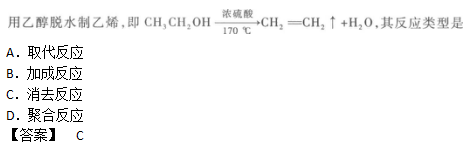 用乙醇脱水制乙烯,即 CH₃CH₂OH \xrightarrow[170 ℃]{浓硫酸} CH₂=CH₂↑+H₂O,其反应类型是
A. 取代反应
B. 加成反应
C. 消去反应
D. 聚合反应
【答案】 C